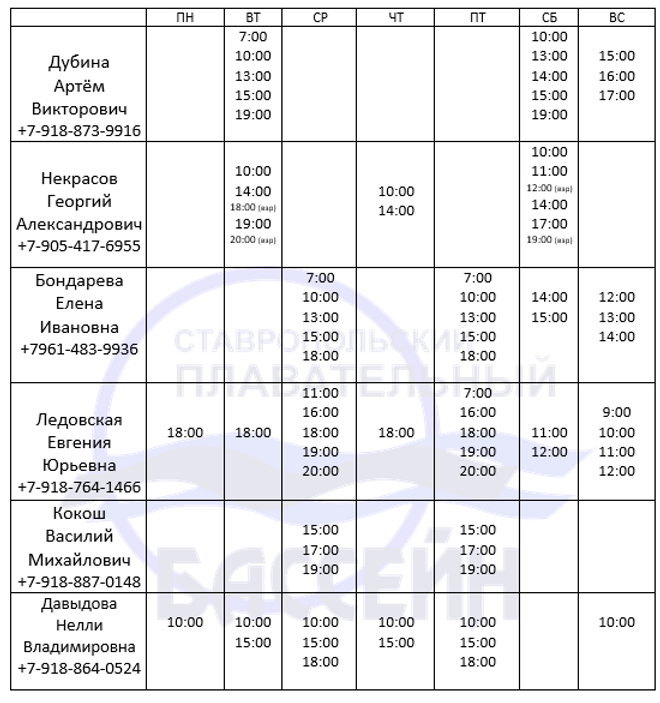 ПН ВТ СР ЧТ ПТ СБ ВС
7:00 10:00
Дубина 10:00 13:00 15:00
Артём 13:00 14:00 16:00
Викторович 15:00 15:00 17:00
+7-918-873-9916 19:00 19:00
10:00
Некрасов 10:00 11:00
Георгий 14:00 10:00 12:00 (взр)
Александрович 18:00 (взр) 14:00 14:00
+7-905-417-6955 19:00 17:00
20:00 (взр) 19:00 (взр)
Бондарева 7:00 7:00
Елена 10:00 10:00 14:00 12:00
Ивановна 13:00 13:00 15:00 13:00
+7961-483-9936 15:00 15:00 14:00
18:00 18:00
СТАВРОПОЛЬСКИЙ
ПЛАВАТЕЛЬНЫЙ
11:00 7:00
Ледовская 16:00 16:00 9:00
Евгения 18:00 18:00 18:00 18:00 18:00 11:00 10:00
Юрьевна 19:00 19:00 12:00 11:00
+7-918-764-1466 20:00 20:00 12:00
Кокош
Василий 15:00 15:00
Михайлович 17:00 17:00
+7-918-887-0148 19:00 19:00
БАССЕЙН
Давыдова
Нелли 10:00 10:00 10:00 10:00 10:00 10:00
Владимировна 15:00 15:00 15:00 15:00
+7-918-864-0524 18:00 18:00